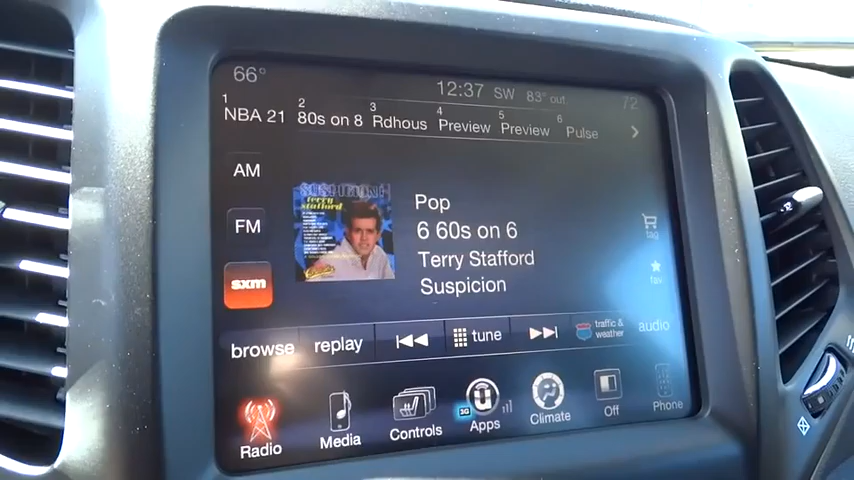 66°
12:37 SW 83° out 72
1 2 3 4 5 6
NBA 21 80s on 8 Rdhous Preview Preview Pulse
AM
FM
sxm
SUSPICION
terry stafford
Pop
6 60s on 6
Terry Stafford
Suspicion
tag
fav
browse replay tune traffic & weather audio
Radio Media Controls 3G Apps Climate Off Phone